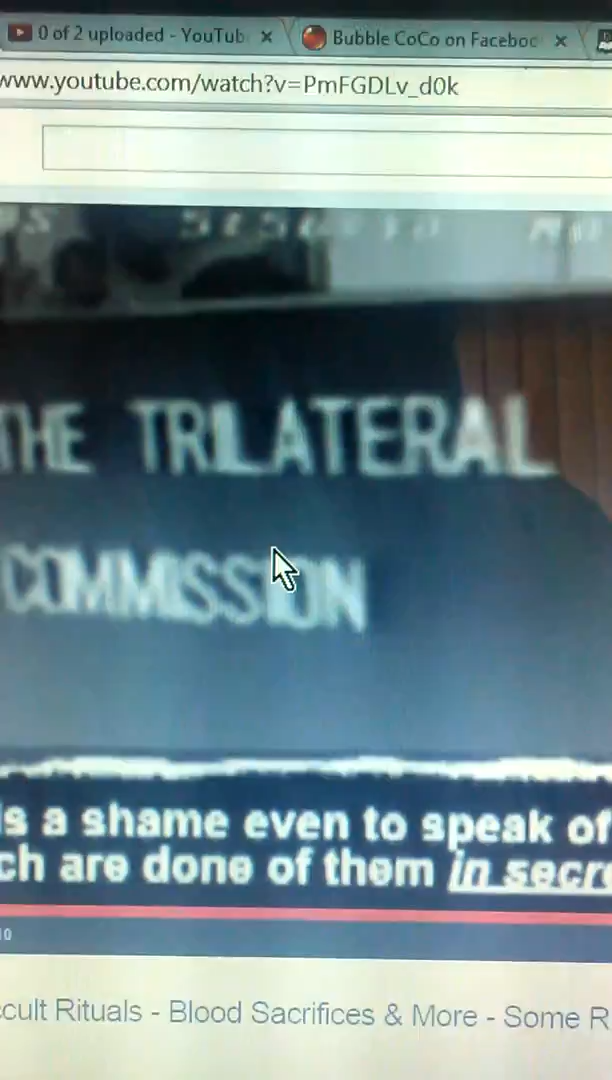 0 of 2 uploaded - YouTub
Bubble CoCo on Faceboo
www.youtube.com/watch?v=PmFGDLv_d0k
THE TRILATERAL
COMMISSION
is a shame even to speak of
ch are done of them in secre
ccult Rituals - Blood Sacrifices & More - Some R